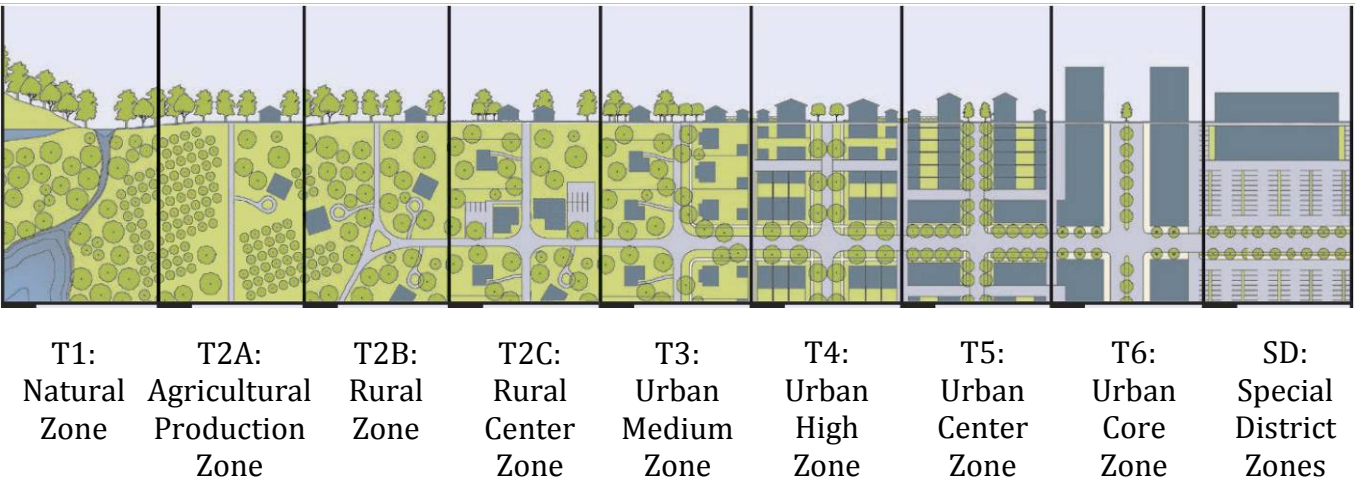 T1:
Natural
Zone
T2A:
Agricultural
Production
Zone
T2B:
Rural
Zone
T2C:
Rural
Center
Zone
T3:
Urban
Medium
Zone
T4:
Urban
High
Zone
T5:
Urban
Center
Zone
T6:
Urban
Core
Zone
SD:
Special
District
Zones